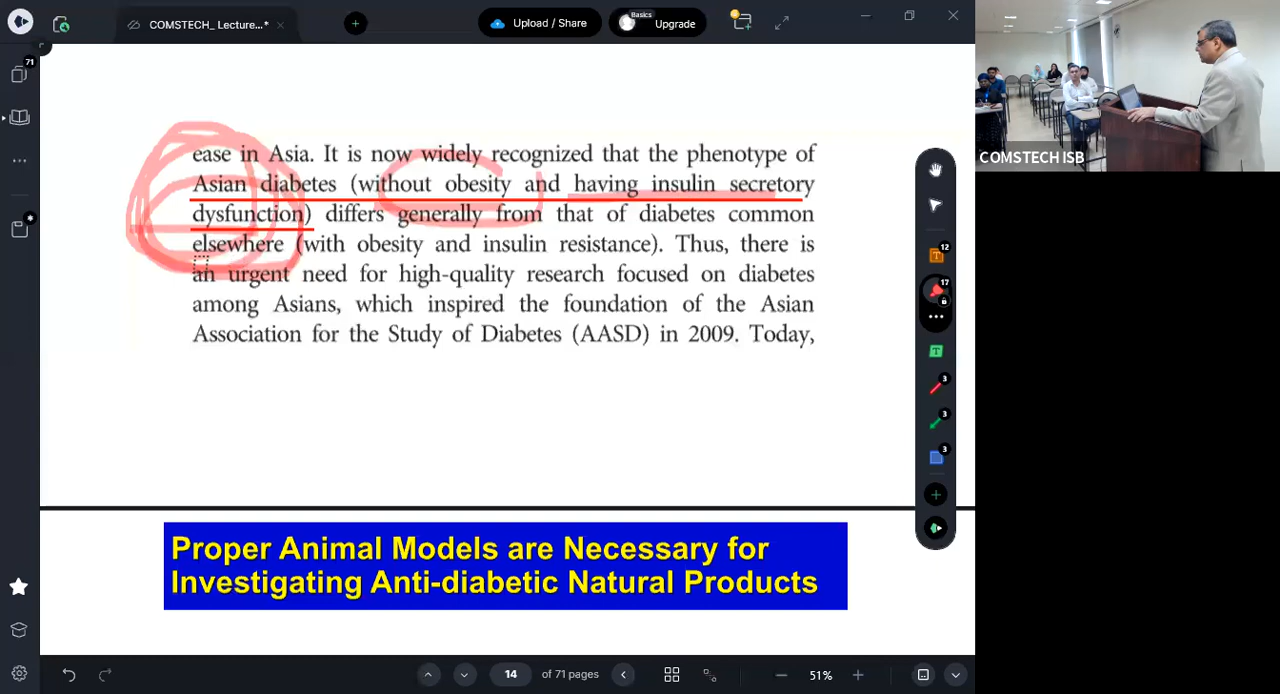 COMSTECH_ Lecture...*
Upload / Share
Basics
Upgrade
71
ease in Asia. It is now widely recognized that the phenotype of
Asian diabetes (without obesity and having insulin secretory
dysfunction) differs generally from that of diabetes common
elsewhere (with obesity and insulin resistance). Thus, there is
an urgent need for high-quality research focused on diabetes
among Asians, which inspired the foundation of the Asian
Association for the Study of Diabetes (AASD) in 2009. Today,
Proper Animal Models are Necessary for
Investigating Anti-diabetic Natural Products
T
12
17
T
3
3
3
14
of 71 pages
51%
COMSTECH ISB